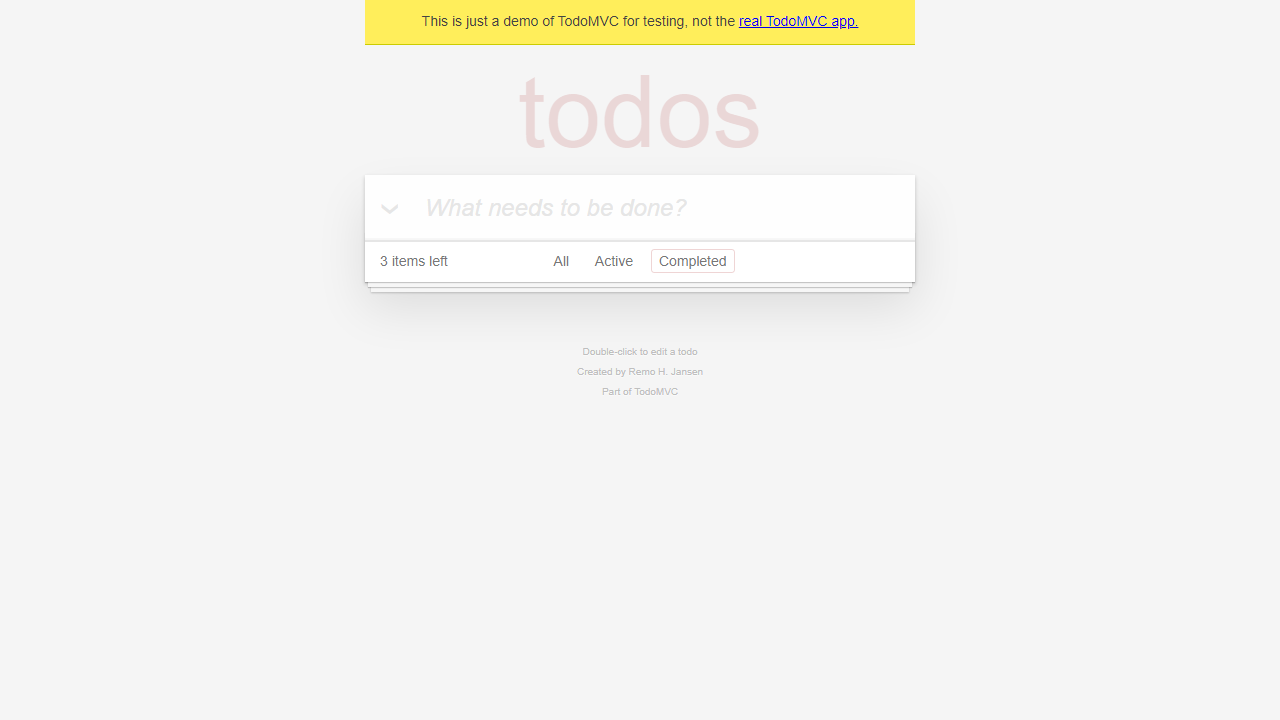 This is just a demo of TodoMVC for testing, not the real TodoMVC app.
todos
What needs to be done?
3 items left All Active Completed
Double-click to edit a todo
Created by Remo H. Jansen
Part of TodoMVC